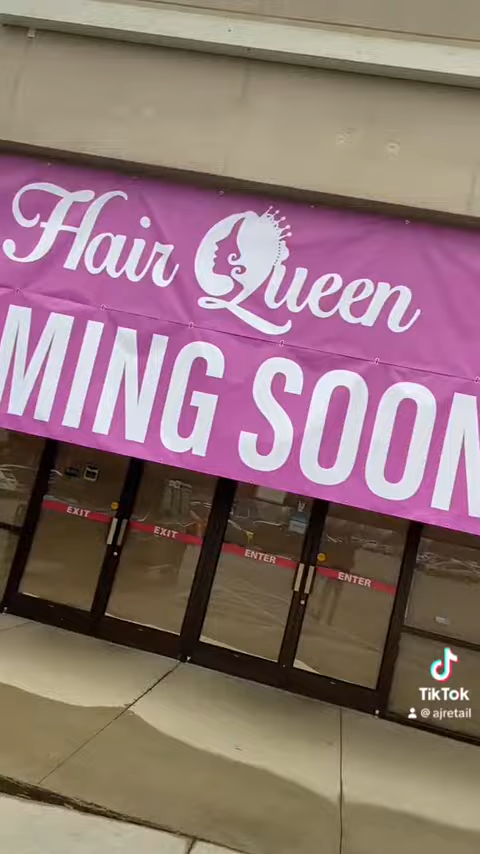 Hair Queen
MING SOON
EXIT
EXIT
ENTER
ENTER
TikTok
@ajretail